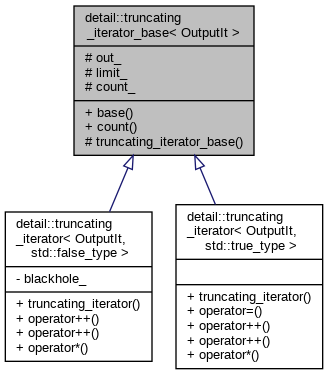 detail::truncating
_iterator_base< OutputIt >
# out_
# limit_
# count_
+ base()
+ count()
# truncating_iterator_base()
detail::truncating
_iterator< OutputIt,
std::false_type >
- blackhole_
+ truncating_iterator()
+ operator++()
+ operator++()
+ operator*()
detail::truncating
_iterator< OutputIt,
std::true_type >
+ truncating_iterator()
+ operator=()
+ operator++()
+ operator++()
+ operator*()